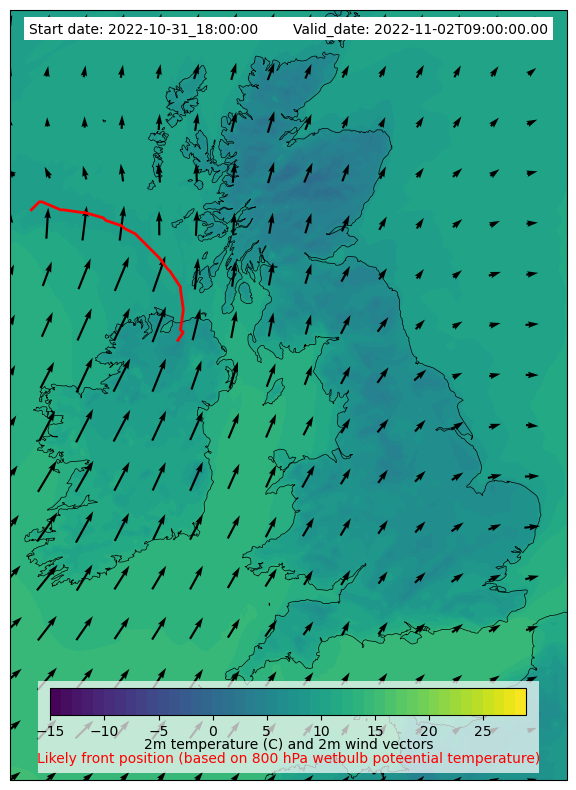 Start date: 2022-10-31_18:00:00 Valid_date: 2022-11-02T09:00:00.00
−15 −10 −5 0 5 10 15 20 25
2m temperature (C) and 2m wind vectors
Likely front position (based on 800 hPa wetbulb poteential temperature)